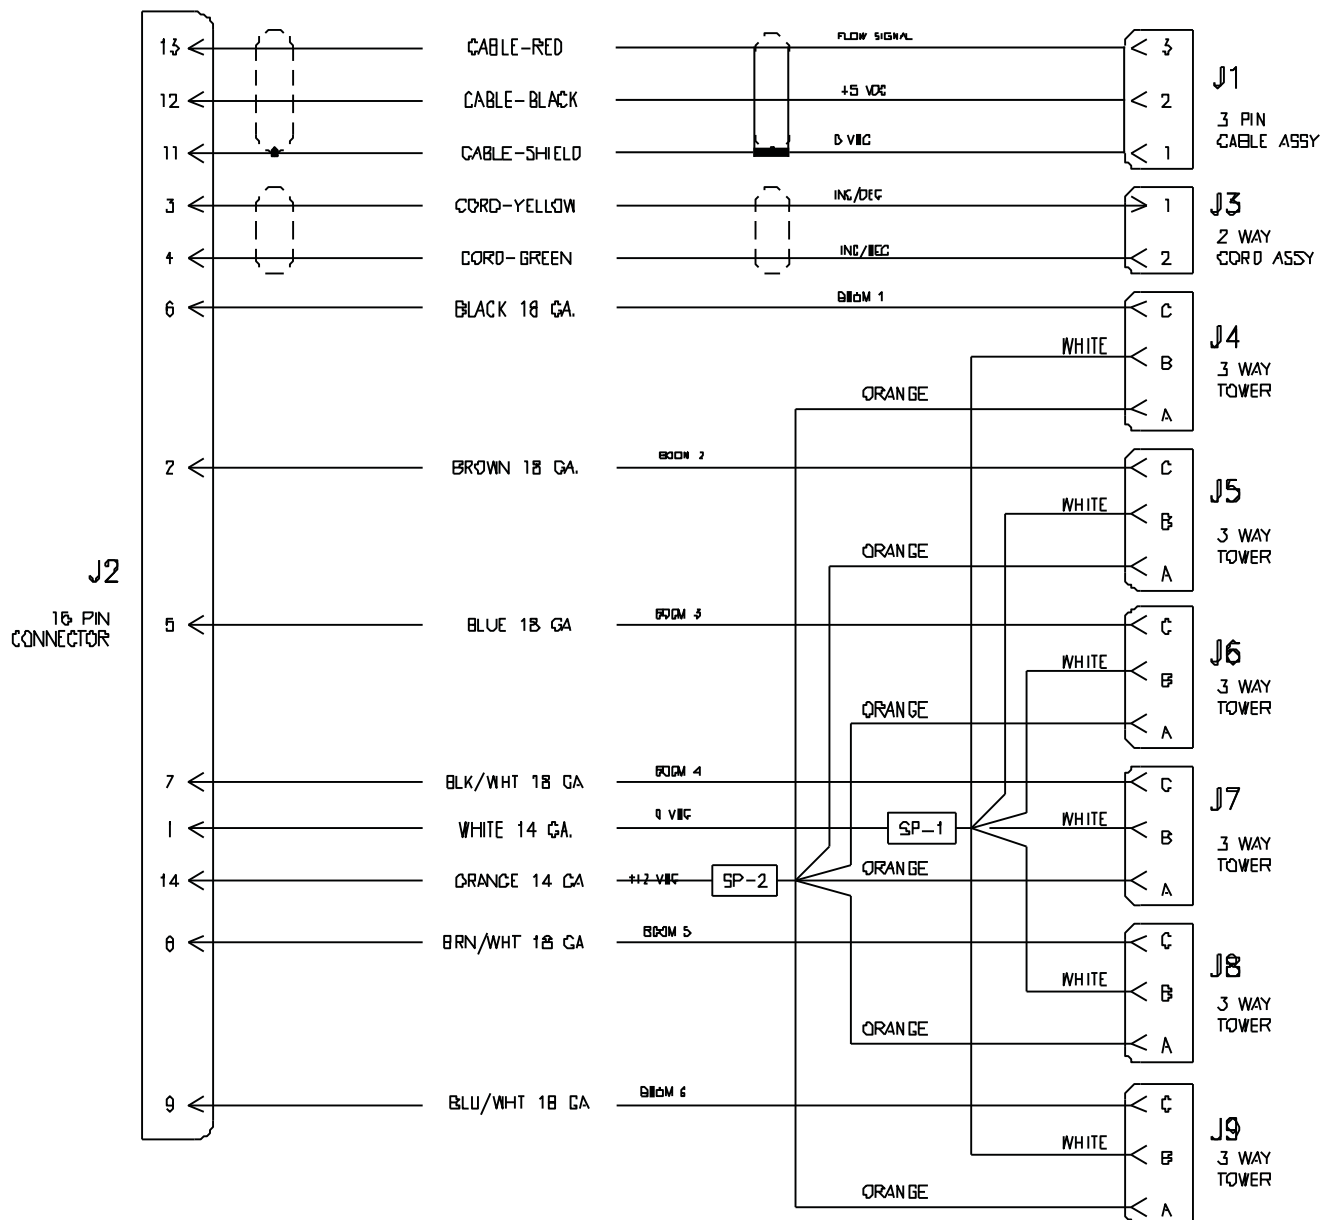 13 CABLE-RED FLOW SIGNAL 3
12 CABLE-BLACK +5 VDC 2
J1
3 PIN
CABLE ASSY
11 CABLE-SHIELD 0 VDC 1
3 CORD-YELLOW INC/DEC 1
J3
2 WAY
CORD ASSY
4 CORD-GREEN INC/DEC 2
6 BLACK 18 GA. BOOM 1 C
J4
WHITE B
3 WAY
TOWER
ORANGE A
2 BROWN 18 GA. BOOM 2 C
J5
WHITE B
3 WAY
TOWER
ORANGE A
J2
16 PIN
CONNECTOR
5 BLUE 18 GA BOOM 3 C
J6
WHITE B
3 WAY
TOWER
ORANGE A
7 BLK/WHT 18 GA BOOM 4 C
J7
1 WHITE 14 GA. 0 VDC SP-1 WHITE B
3 WAY
TOWER
14 ORANGE 14 GA +12 VDC SP-2 ORANGE A
8 BRN/WHT 18 GA BOOM 5 C
J8
WHITE B
3 WAY
TOWER
ORANGE A
9 BLU/WHT 18 GA BOOM 6 C
J9
WHITE B
3 WAY
TOWER
ORANGE A